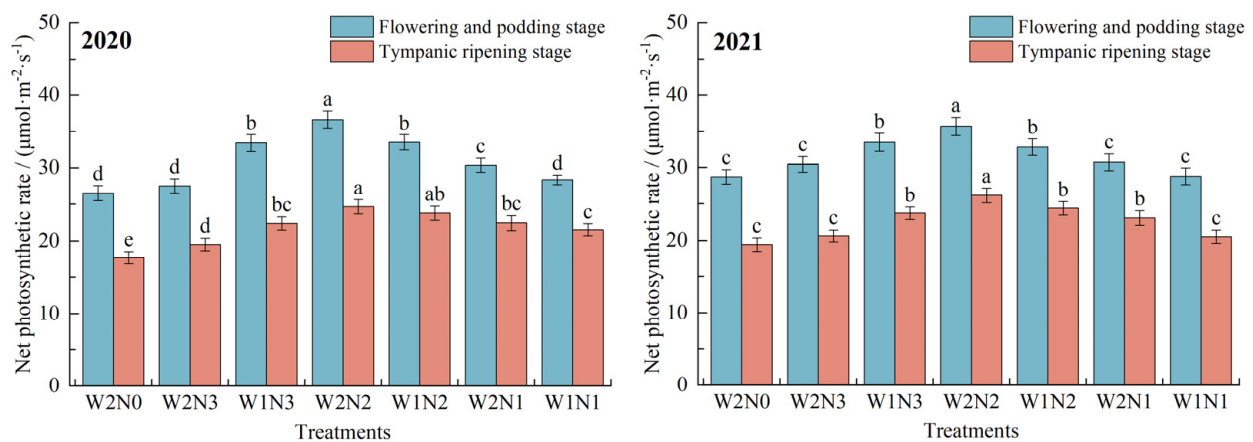 2020
Flowering and podding stage
Tympanic ripening stage
Net photosynthetic rate / (μmol·m⁻²·s⁻¹)
50
40
30
20
10
0
d
e
d
d
b
bc
a
a
b
ab
c
bc
d
c
W2N0 W2N3 W1N3 W2N2 W1N2 W2N1 W1N1
Treatments
2021
Flowering and podding stage
Tympanic ripening stage
Net photosynthetic rate / (μmol·m⁻²·s⁻¹)
50
40
30
20
10
0
c
c
c
c
b
b
a
a
b
b
c
b
c
c
W2N0 W2N3 W1N3 W2N2 W1N2 W2N1 W1N1
Treatments